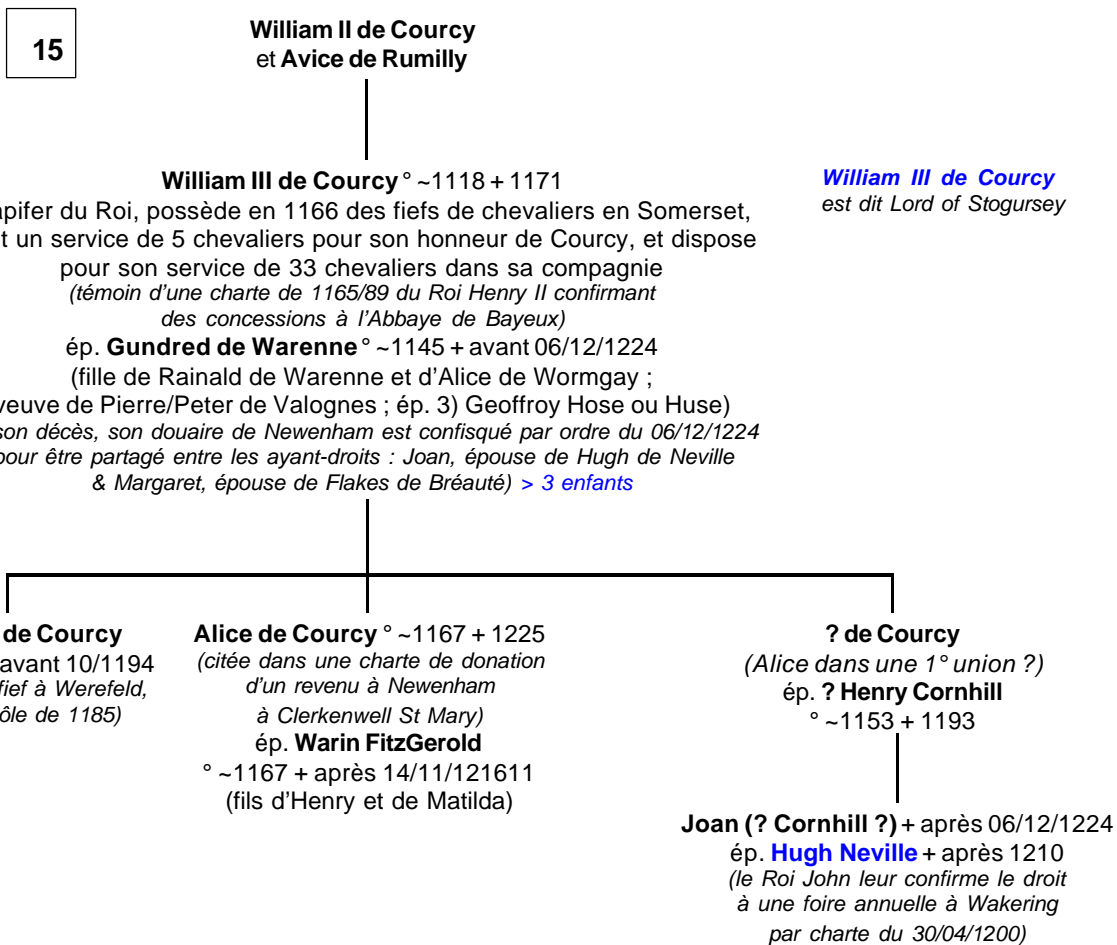 15
William II de Courcy
et Avice de Rumilly
William III de Courcy ° ~1118 + 1171
apifer du Roi, possède en 1166 des fiefs de chevaliers en Somerset,
t un service de 5 chevaliers pour son honneur de Courcy, et dispose
pour son service de 33 chevaliers dans sa compagnie
(témoin d’une charte de 1165/89 du Roi Henry II confirmant
des concessions à l’Abbaye de Bayeux)
ép. Gundred de Warenne ° ~1145 + avant 06/12/1224
(fille de Rainald de Warenne et d’Alice de Wormgay ;
veuve de Pierre/Peter de Valognes ; ép. 3) Geoffroy Hose ou Huse)
son décès, son douaire de Newenham est confisqué par ordre du 06/12/1224
pour être partagé entre les ayant-droits : Joan, épouse de Hugh de Neville
& Margaret, épouse de Flakes de Bréauté) > 3 enfants
William III de Courcy
est dit Lord of Stogursey
de Courcy
avant 10/1194
fief à Werefeld,
ôle de 1185)
Alice de Courcy ° ~1167 + 1225
(citée dans une charte de donation
d’un revenu à Newenham
à Clerkenwell St Mary)
ép. Warin FitzGerold
° ~1167 + après 14/11/121611
(fils d’Henry et de Matilda)
? de Courcy
(Alice dans une 1° union ?)
ép. ? Henry Cornhill
° ~1153 + 1193
Joan (? Cornhill ?) + après 06/12/1224
ép. Hugh Neville + après 1210
(le Roi John leur confirme le droit
à une foire annuelle à Wakering
par charte du 30/04/1200)